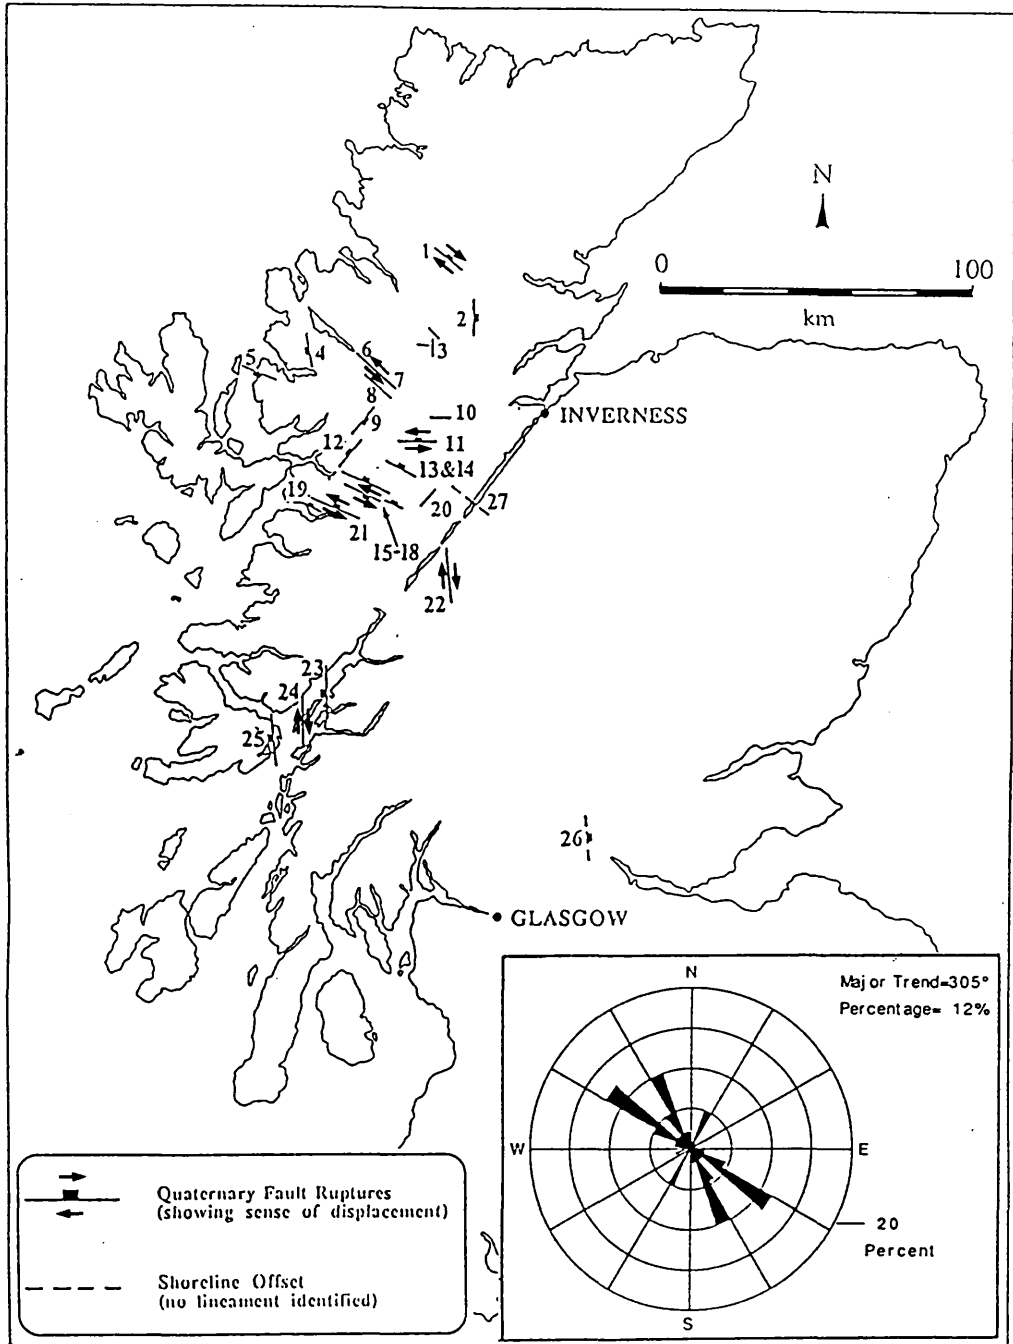 N
1
0 100
km
2
13
6
5
4
7
8
9
10
INVERNESS
12
11
13&14
19
20
27
21
15-18
22
23
24
25
26
GLASGOW
N
Major Trend=305°
Percentage= 12%
W
E
20
Percent
S
Quaternary Fault Ruptures
(showing sense of displacement)
Shoreline Offset
(no lineament identified)